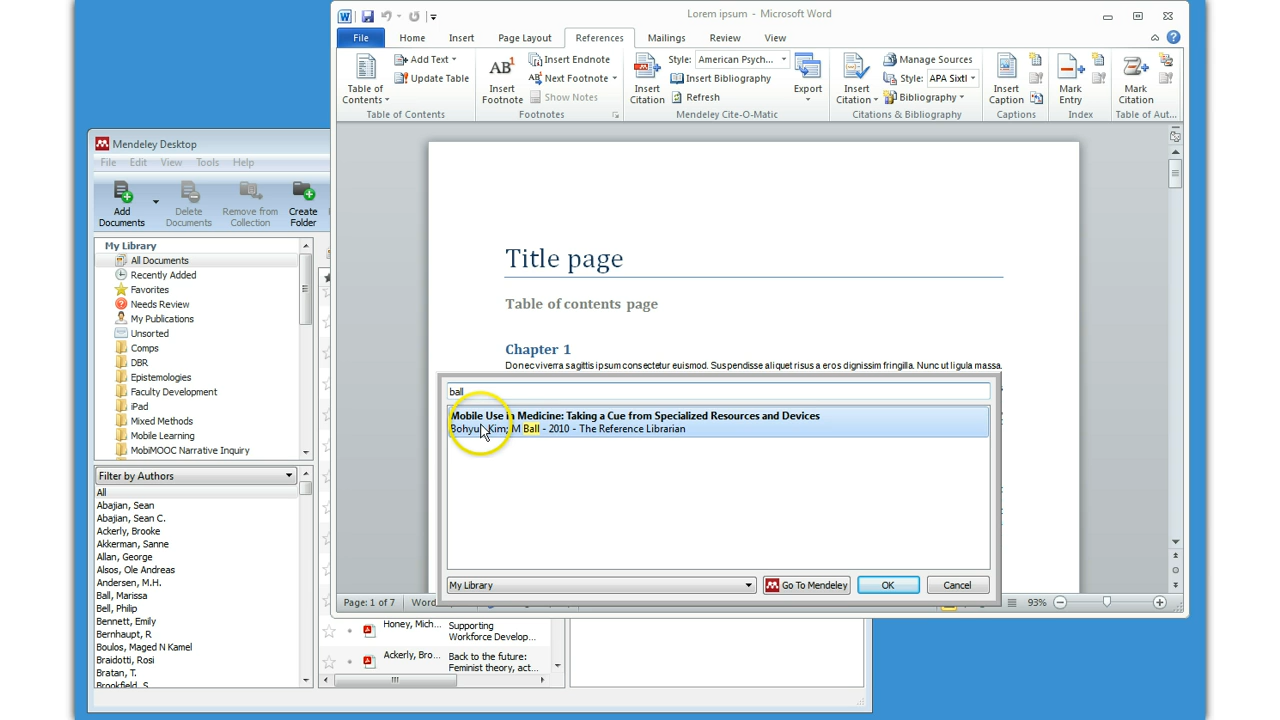 Lorem ipsum - Microsoft Word
File Home Insert Page Layout References Mailings Review View
Table of Contents
Add Text
Update Table
Table of Contents
AB¹
Insert Footnote
Insert Endnote
Next Footnote
Show Notes
Footnotes
Insert Citation
Style: American Psych...
Insert Bibliography
Refresh
Export
Mendeley Cite-O-Matic
Insert Citation
Manage Sources
Style: APA Sixtl
Bibliography
Citations & Bibliography
Insert Caption
Captions
Mark Entry
Index
Mark Citation
Table of Aut...
Mendeley Desktop
File Edit View Tools Help
Add Documents
Delete Documents
Remove from Collection
Create Folder
My Library
All Documents
Recently Added
Favorites
Needs Review
My Publications
Unsorted
Comps
DBR
Epistemologies
Faculty Development
iPad
Mixed Methods
Mobile Learning
MobiMOOC Narrative Inquiry
Filter by Authors
All
Abajian, Sean
Abajian, Sean C.
Ackerly, Brooke
Akkerman, Sanne
Allan, George
Alsos, Ole Andreas
Andersen, M.H.
Ball, Marissa
Bell, Philip
Bennett, Emily
Bernhaupt, R
Boulos, Maged N Kamel
Braidotti, Rosi
Bratan, T.
Brookfield, S
Title page
Table of contents page
Chapter 1
Donec viverra sagittis ipsum consectetur euismod. Suspendisse aliquet risus a eros dignissim fringilla. Nunc ut ligula massa.
ball
Mobile Use in Medicine: Taking a Cue from Specialized Resources and Devices
Bohyun Kim; M Ball - 2010 - The Reference Librarian
My Library
Go To Mendeley
OK
Cancel
Page: 1 of 7
Word
93%
Honey, Mich...
Supporting
Workforce Develop...
Ackerly, Bro...
Back to the future:
Feminist theory, act...